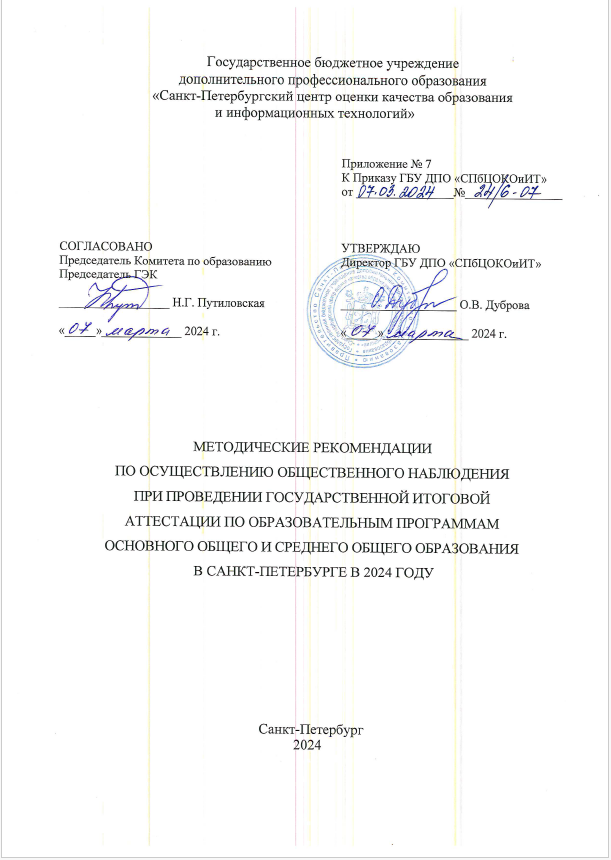 Государственное бюджетное учреждение
дополнительного профессионального образования
«Санкт-Петербургский центр оценки качества образования
и информационных технологий»
Приложение № 7
К Приказу ГБУ ДПО «СПбЦОКОиИТ»
от 07.03.2024 № 24/6-07
СОГЛАСОВАНО
Председатель Комитета по образованию
Председатель ГЭК
Н.Г. Путиловская
«07» марта 2024 г.
УТВЕРЖДАЮ
Директор ГБУ ДПО «СПбЦОКОиИТ»
О.В. Дуброва
«07» марта 2024 г.
МЕТОДИЧЕСКИЕ РЕКОМЕНДАЦИИ
ПО ОСУЩЕСТВЛЕНИЮ ОБЩЕСТВЕННОГО НАБЛЮДЕНИЯ
ПРИ ПРОВЕДЕНИИ ГОСУДАРСТВЕННОЙ ИТОГОВОЙ
АТТЕСТАЦИИ ПО ОБРАЗОВАТЕЛЬНЫМ ПРОГРАММАМ
ОСНОВНОГО ОБЩЕГО И СРЕДНЕГО ОБЩЕГО ОБРАЗОВАНИЯ
В САНКТ-ПЕТЕРБУРГЕ В 2024 ГОДУ
Санкт-Петербург
2024